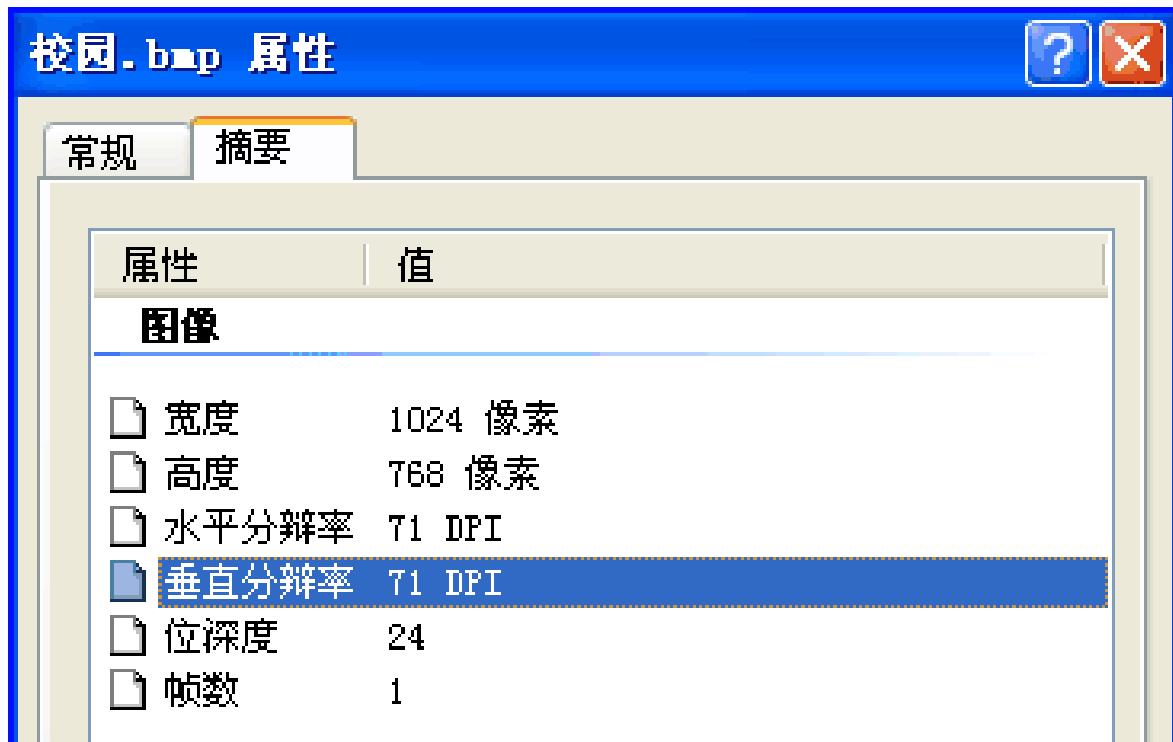 校园.bmp 属性
常规 摘要
属性 值
图像
宽度 1024 像素
高度 768 像素
水平分辩率 71 DPI
垂直分辩率 71 DPI
位深度 24
帧数 1